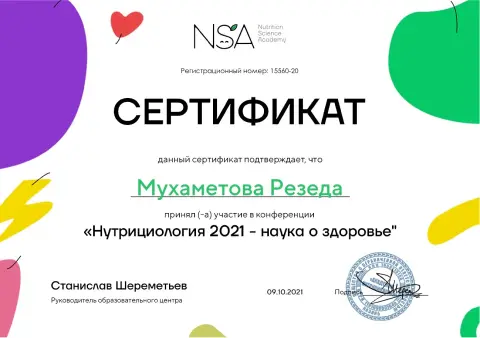 NSA
Nutrition
Science
Academy
Регистрационный номер: 15560-20
СЕРТИФИКАТ
данный сертификат подтверждает, что
Мухаметова Резеда
принял (-а) участие в конференции
«Нутрициология 2021 - наука о здоровье"
Станислав Шереметьев
Руководитель образовательного центра
09.10.2021
Подпись